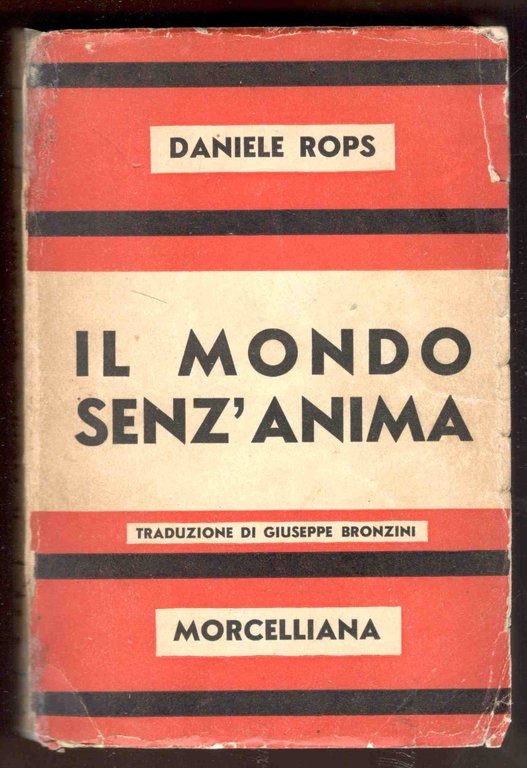 DANIELE ROPS
IL MONDO
SENZ'ANIMA
TRADUZIONE DI GIUSEPPE BRONZINI
MORCELLIANA